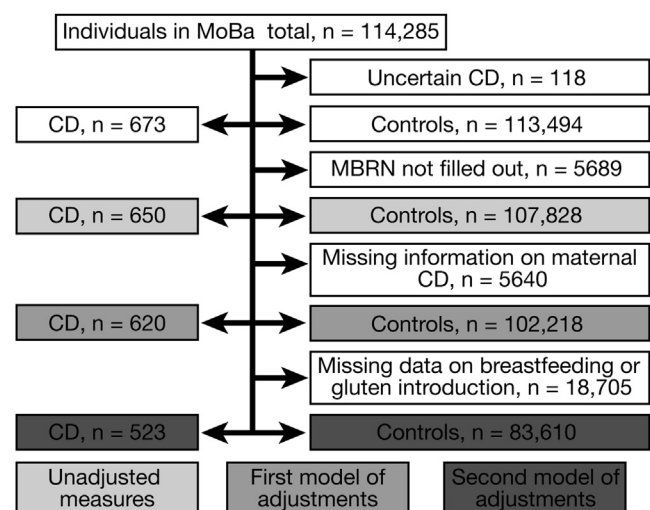 Individuals in MoBa total, n = 114,285
Uncertain CD, n = 118
CD, n = 673
Controls, n = 113,494
MBRN not filled out, n = 5689
CD, n = 650
Controls, n = 107,828
Missing information on maternal
CD, n = 5640
CD, n = 620
Controls, n = 102,218
Missing data on breastfeeding or
gluten introduction, n = 18,705
CD, n = 523
Controls, n = 83,610
Unadjusted
measures
First model of
adjustments
Second model of
adjustments